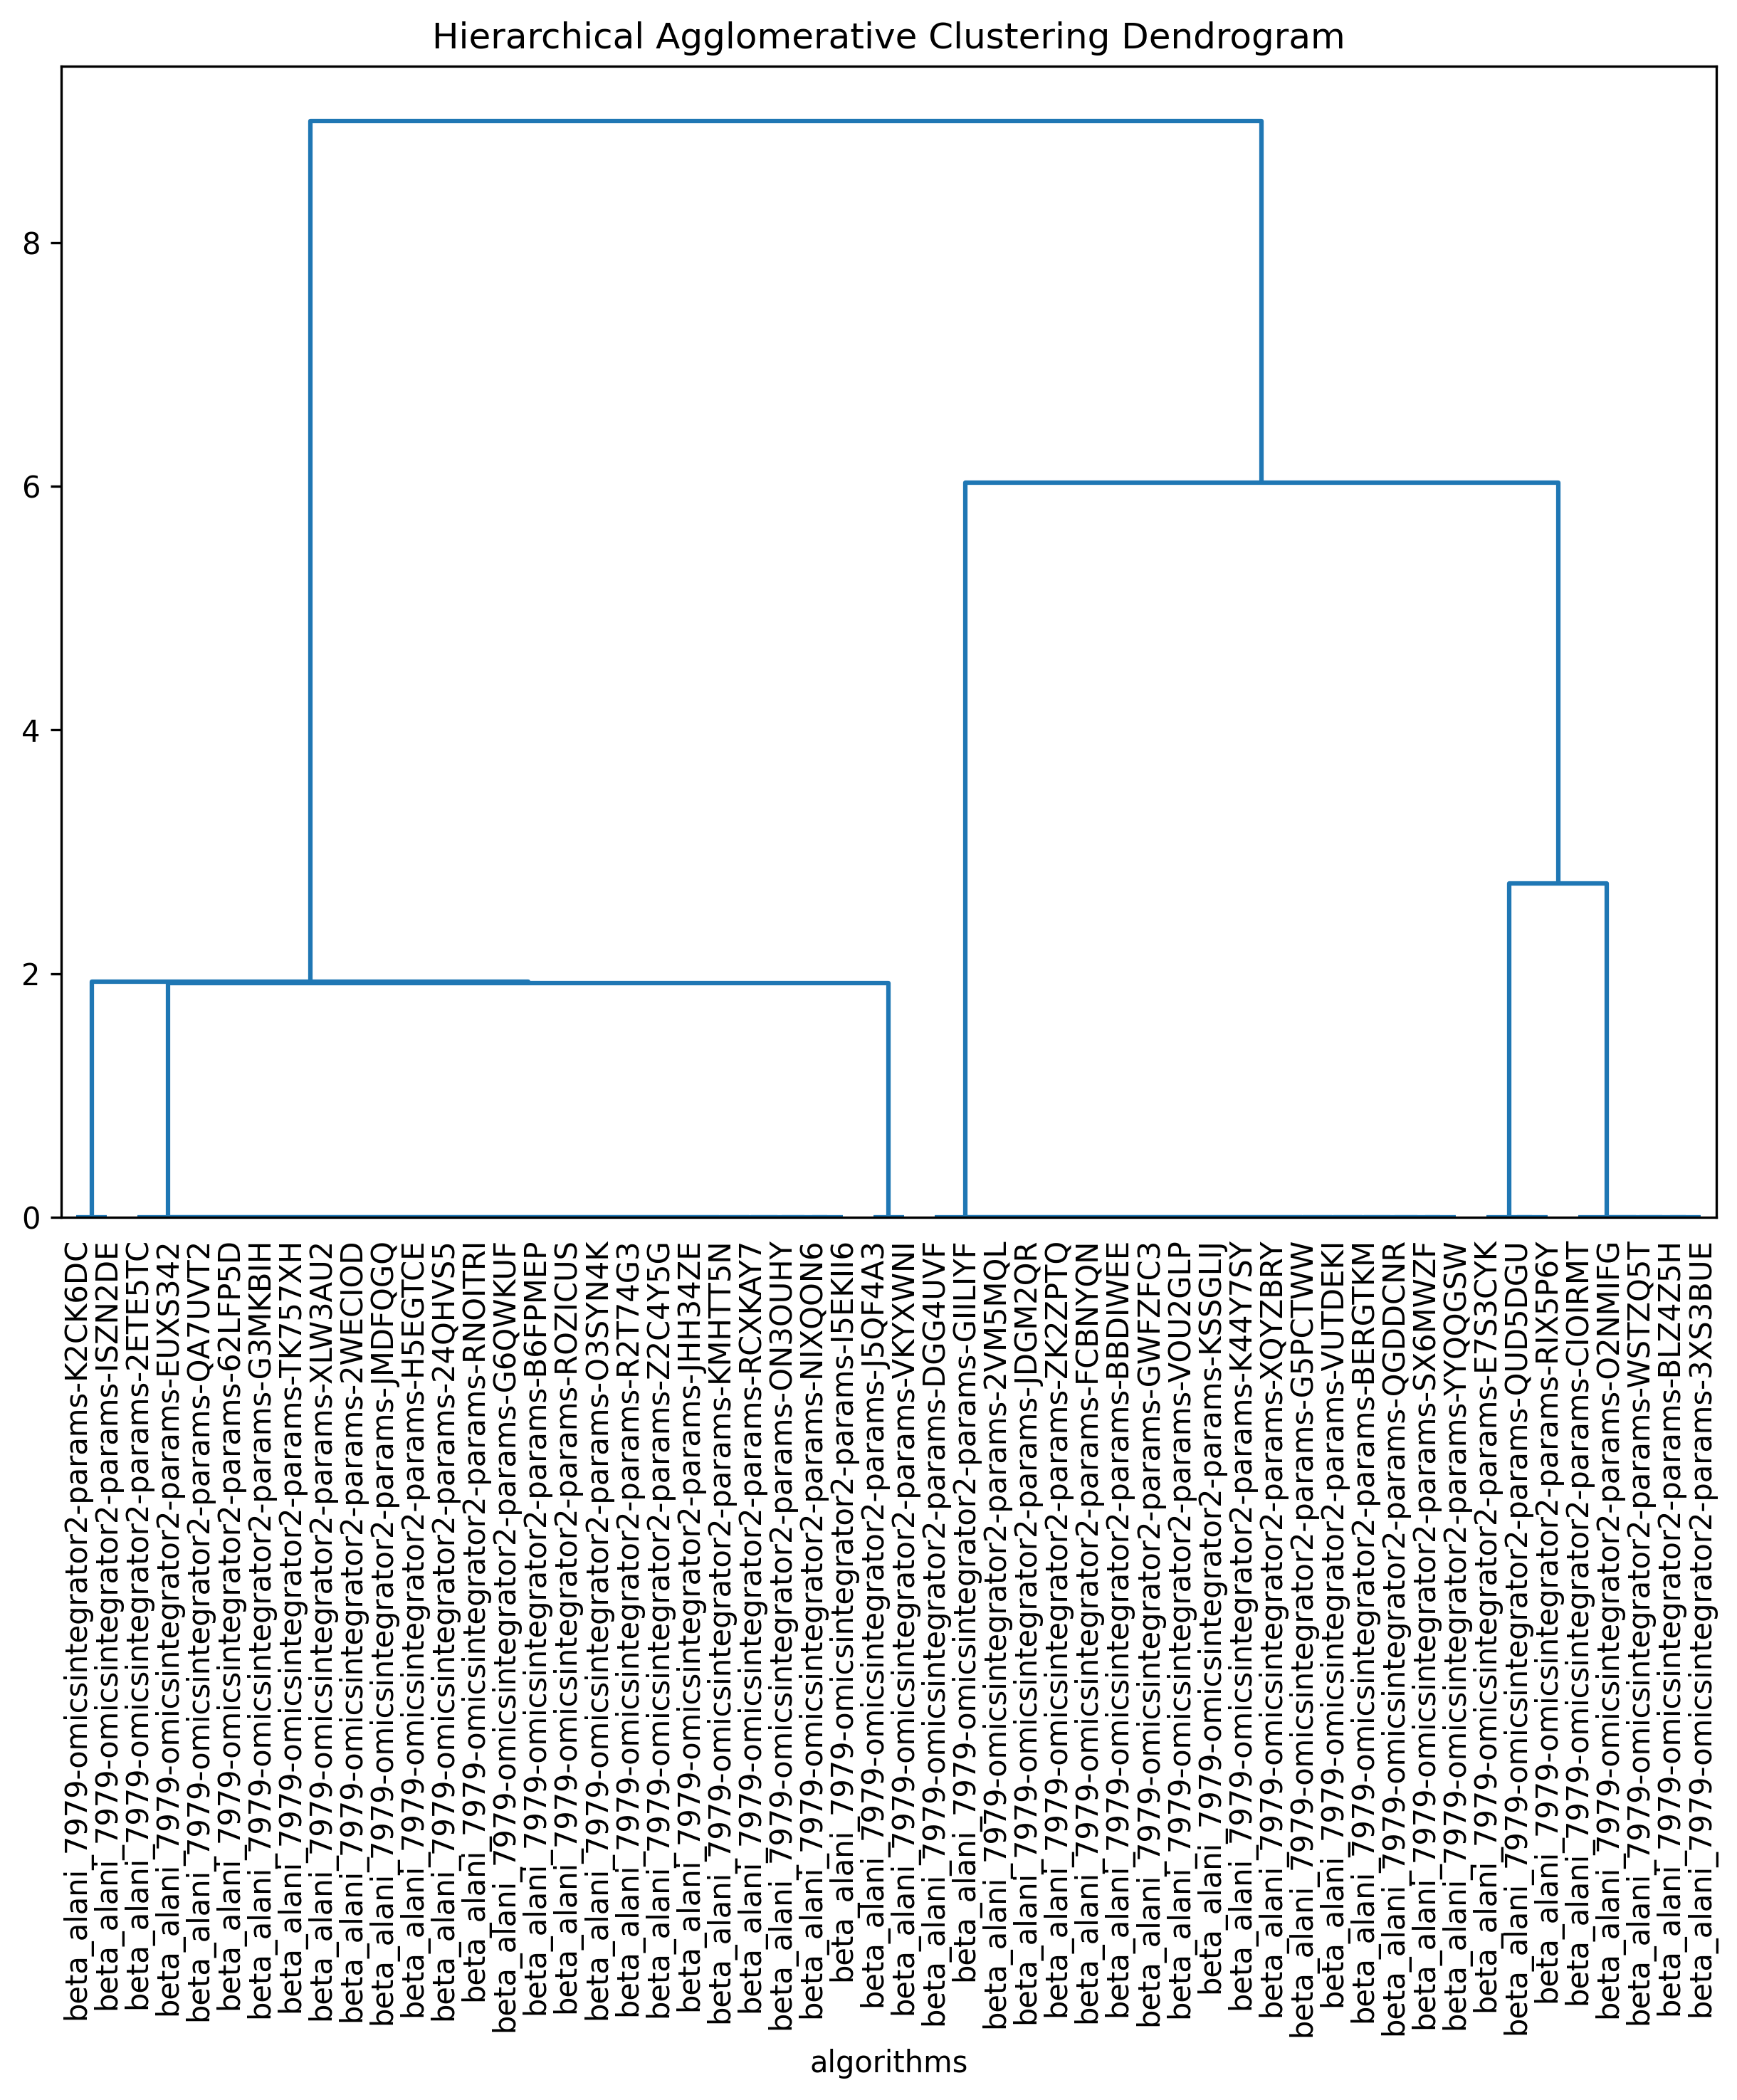 Hierarchical Agglomerative Clustering Dendrogram
8
6
4
2
0
beta_alani_7979-omicsintegrator2-params-K2CK6DC
beta_alani_7979-omicsintegrator2-params-ISZN2DE
beta_alani_7979-omicsintegrator2-params-2ETE5TC
beta_alani_7979-omicsintegrator2-params-EUXS342
beta_alani_7979-omicsintegrator2-params-QA7UVT2
beta_alani_7979-omicsintegrator2-params-62LFP5D
beta_alani_7979-omicsintegrator2-params-G3MKBIH
beta_alani_7979-omicsintegrator2-params-TK757XH
beta_alani_7979-omicsintegrator2-params-XLW3AU2
beta_alani_7979-omicsintegrator2-params-2WECIOD
beta_alani_7979-omicsintegrator2-params-JMDFQGQ
beta_alani_7979-omicsintegrator2-params-H5EGTCE
beta_alani_7979-omicsintegrator2-params-24QHVS5
beta_alani_7979-omicsintegrator2-params-RNOITRI
beta_alani_7979-omicsintegrator2-params-G6QWKUF
beta_alani_7979-omicsintegrator2-params-B6FPMEP
beta_alani_7979-omicsintegrator2-params-ROZICUS
beta_alani_7979-omicsintegrator2-params-O3SYN4K
beta_alani_7979-omicsintegrator2-params-R2T74G3
beta_alani_7979-omicsintegrator2-params-Z2C4Y5G
beta_alani_7979-omicsintegrator2-params-JHH34ZE
beta_alani_7979-omicsintegrator2-params-KMHTT5N
beta_alani_7979-omicsintegrator2-params-RCXKAY7
beta_alani_7979-omicsintegrator2-params-ON3OUHY
beta_alani_7979-omicsintegrator2-params-NIXQON6
beta_alani_7979-omicsintegrator2-params-I5EKII6
beta_alani_7979-omicsintegrator2-params-J5QF4A3
beta_alani_7979-omicsintegrator2-params-VKYXWNI
beta_alani_7979-omicsintegrator2-params-DGG4UVF
beta_alani_7979-omicsintegrator2-params-GIILIYF
beta_alani_7979-omicsintegrator2-params-2VM5MQL
beta_alani_7979-omicsintegrator2-params-JDGM2QR
beta_alani_7979-omicsintegrator2-params-ZK2ZPTQ
beta_alani_7979-omicsintegrator2-params-FCBNYQN
beta_alani_7979-omicsintegrator2-params-BBDIWEE
beta_alani_7979-omicsintegrator2-params-GWFZFC3
beta_alani_7979-omicsintegrator2-params-VOU2GLP
beta_alani_7979-omicsintegrator2-params-KSSGLIJ
beta_alani_7979-omicsintegrator2-params-K44Y7SY
beta_alani_7979-omicsintegrator2-params-XQYZBRY
beta_alani_7979-omicsintegrator2-params-G5PCTWW
beta_alani_7979-omicsintegrator2-params-VUTDEKI
beta_alani_7979-omicsintegrator2-params-BERGTKM
beta_alani_7979-omicsintegrator2-params-QGDDCNR
beta_alani_7979-omicsintegrator2-params-SX6MWZF
beta_alani_7979-omicsintegrator2-params-YYQQGSW
beta_alani_7979-omicsintegrator2-params-E7S3CYK
beta_alani_7979-omicsintegrator2-params-QUD5DGU
beta_alani_7979-omicsintegrator2-params-RIX5P6Y
beta_alani_7979-omicsintegrator2-params-CIOIRMT
beta_alani_7979-omicsintegrator2-params-O2NMIFG
beta_alani_7979-omicsintegrator2-params-WSTZQ5T
beta_alani_7979-omicsintegrator2-params-BLZ4Z5H
beta_alani_7979-omicsintegrator2-params-3XS3BUE
algorithms